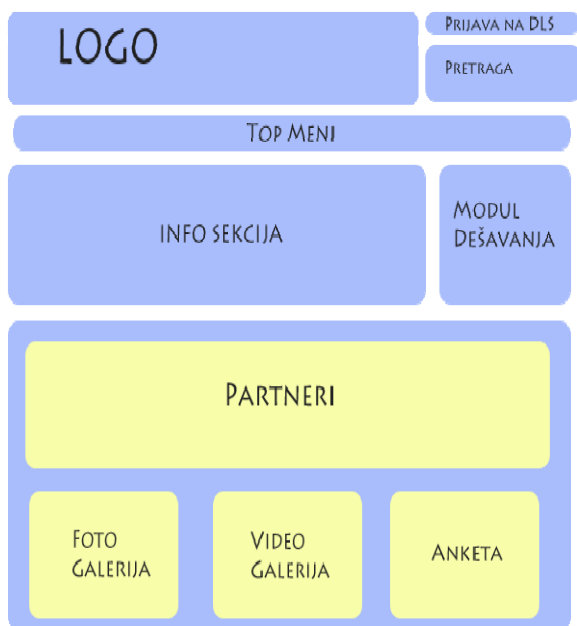 LOGO
PRIJAVA NA DLS
PRETRAGA
TOP MENI
INFO SEKCIJA
MODUL
DEŠAVANJA
PARTNERI
FOTO
GALERIJA
VIDEO
GALERIJA
ANKETA